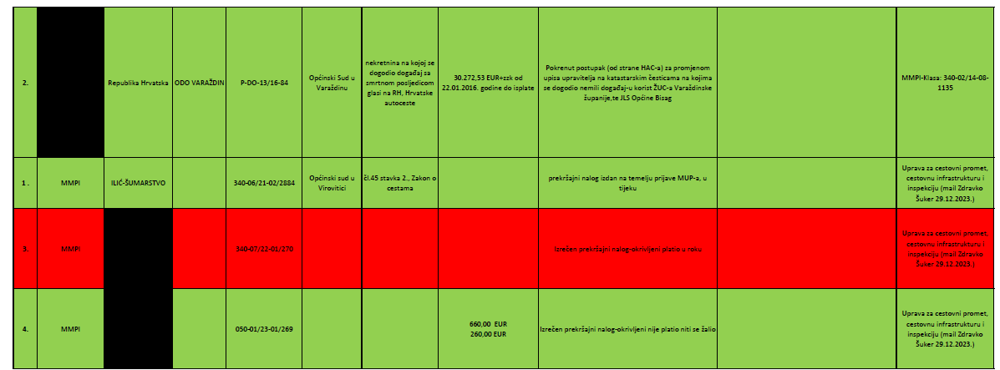 2.
Republika Hrvatska
ODO VARAŽDIN
P-DO-13/16-84
Općinski Sud u
Varaždinu
nekretnina na kojoj se
dogodio događaj sa
smrtnom posljedicom
glasi na RH, Hrvatske
autoceste
30.272,53 EUR+zzk od
22.01.2016. godine do isplate
Pokrenut postupak (od strane HAC-a) za promjenom
upisa upravitelja na katastarskim česticama na kojima
se dogodio nemili događaj-u korist ŽUC-a Varaždinske
županije,te JLS Općine Bisag
MMPI-Klasa: 340-02/14-08-
1135
1 .
MMPI
ILIĆ-ŠUMARSTVO
340-06/21-02/2884
Općinski sud u
Virovitici
čl.45 stavka 2., Zakon o
cestama
prekršajni nalog izdan na temelju prijave MUP-a, u
tijeku
Uprava za cestovni promet,
cestovnu infrastrukturu i
inspekciju (mail Zdravko
Šuker 29.12.2023.)
3.
MMPI
340-07/22-01/270
Izrečen prekršajni nalog-okrivljeni platio u roku
Uprava za cestovni promet,
cestovnu infrastrukturu i
inspekciju (mail Zdravko
Šuker 29.12.2023.)
4.
MMPI
050-01/23-01/269
660,00 EUR
260,00 EUR
Izrečen prekršajni nalog-okrivljeni nije platio niti se žalio
Uprava za cestovni promet,
cestovnu infrastrukturu i
inspekciju (mail Zdravko
Šuker 29.12.2023.)